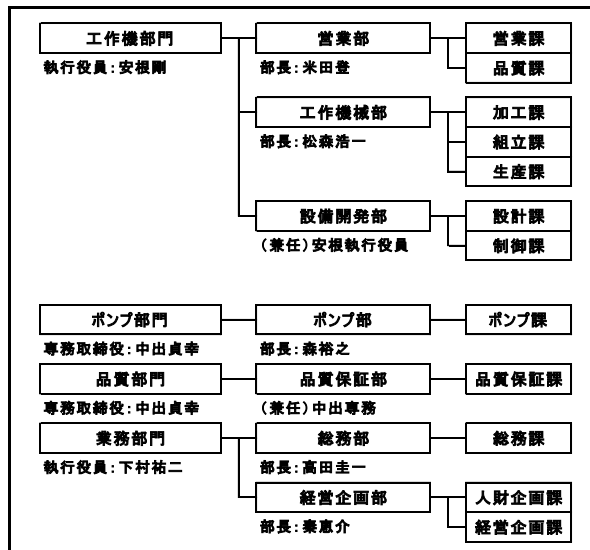 工作機部門 営業部 営業課
執行役員：安根剛 部長：米田登 品質課
工作機械部 加工課
部長：松森浩一 組立課
生産課
設備開発部 設計課
（兼任）安根執行役員 制御課
ポンプ部門 ポンプ部 ポンプ課
専務取締役：中出貞幸 部長：森裕之
品質部門 品質保証部 品質保証課
専務取締役：中出貞幸 （兼任）中出専務
業務部門 総務部 総務課
執行役員：下村祐二 部長：高田圭一
経営企画部 人財企画課
部長：秦恵介 経営企画課